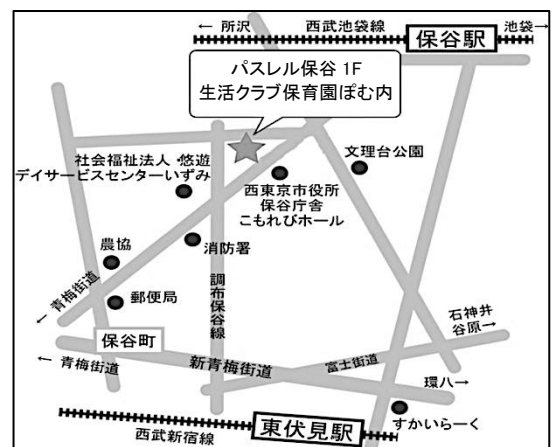 ← 所沢
西武池袋線
保谷駅
池袋→
パスレル保谷 1F
生活クラブ保育園ぽむ内
社会福祉法人・悠遊
デイサービスセンターいずみ
文理台公園
西東京市役所
保谷庁舎
こもれびホール
消防署
農協
← 青梅街道
郵便局
調布保谷線
保谷町
← 青梅街道
新青梅街道
富士街道
石神井
谷原→
環八→
すかいらーく
東伏見駅
西武新宿線